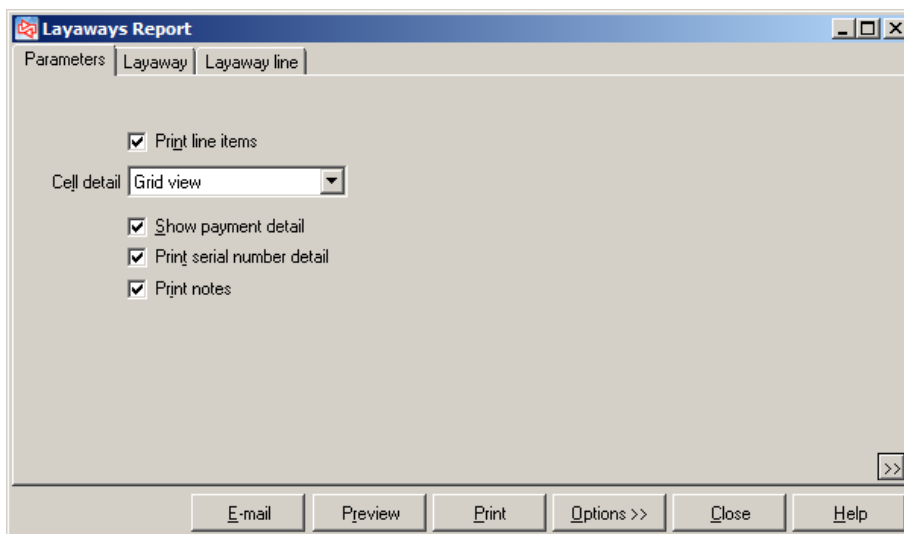 Layaways Report
Parameters Layaway Layaway line
Print line items
Cell detail Grid view
Show payment detail
Print serial number detail
Print notes
>>
E-mail Preview Print Options >> Close Help